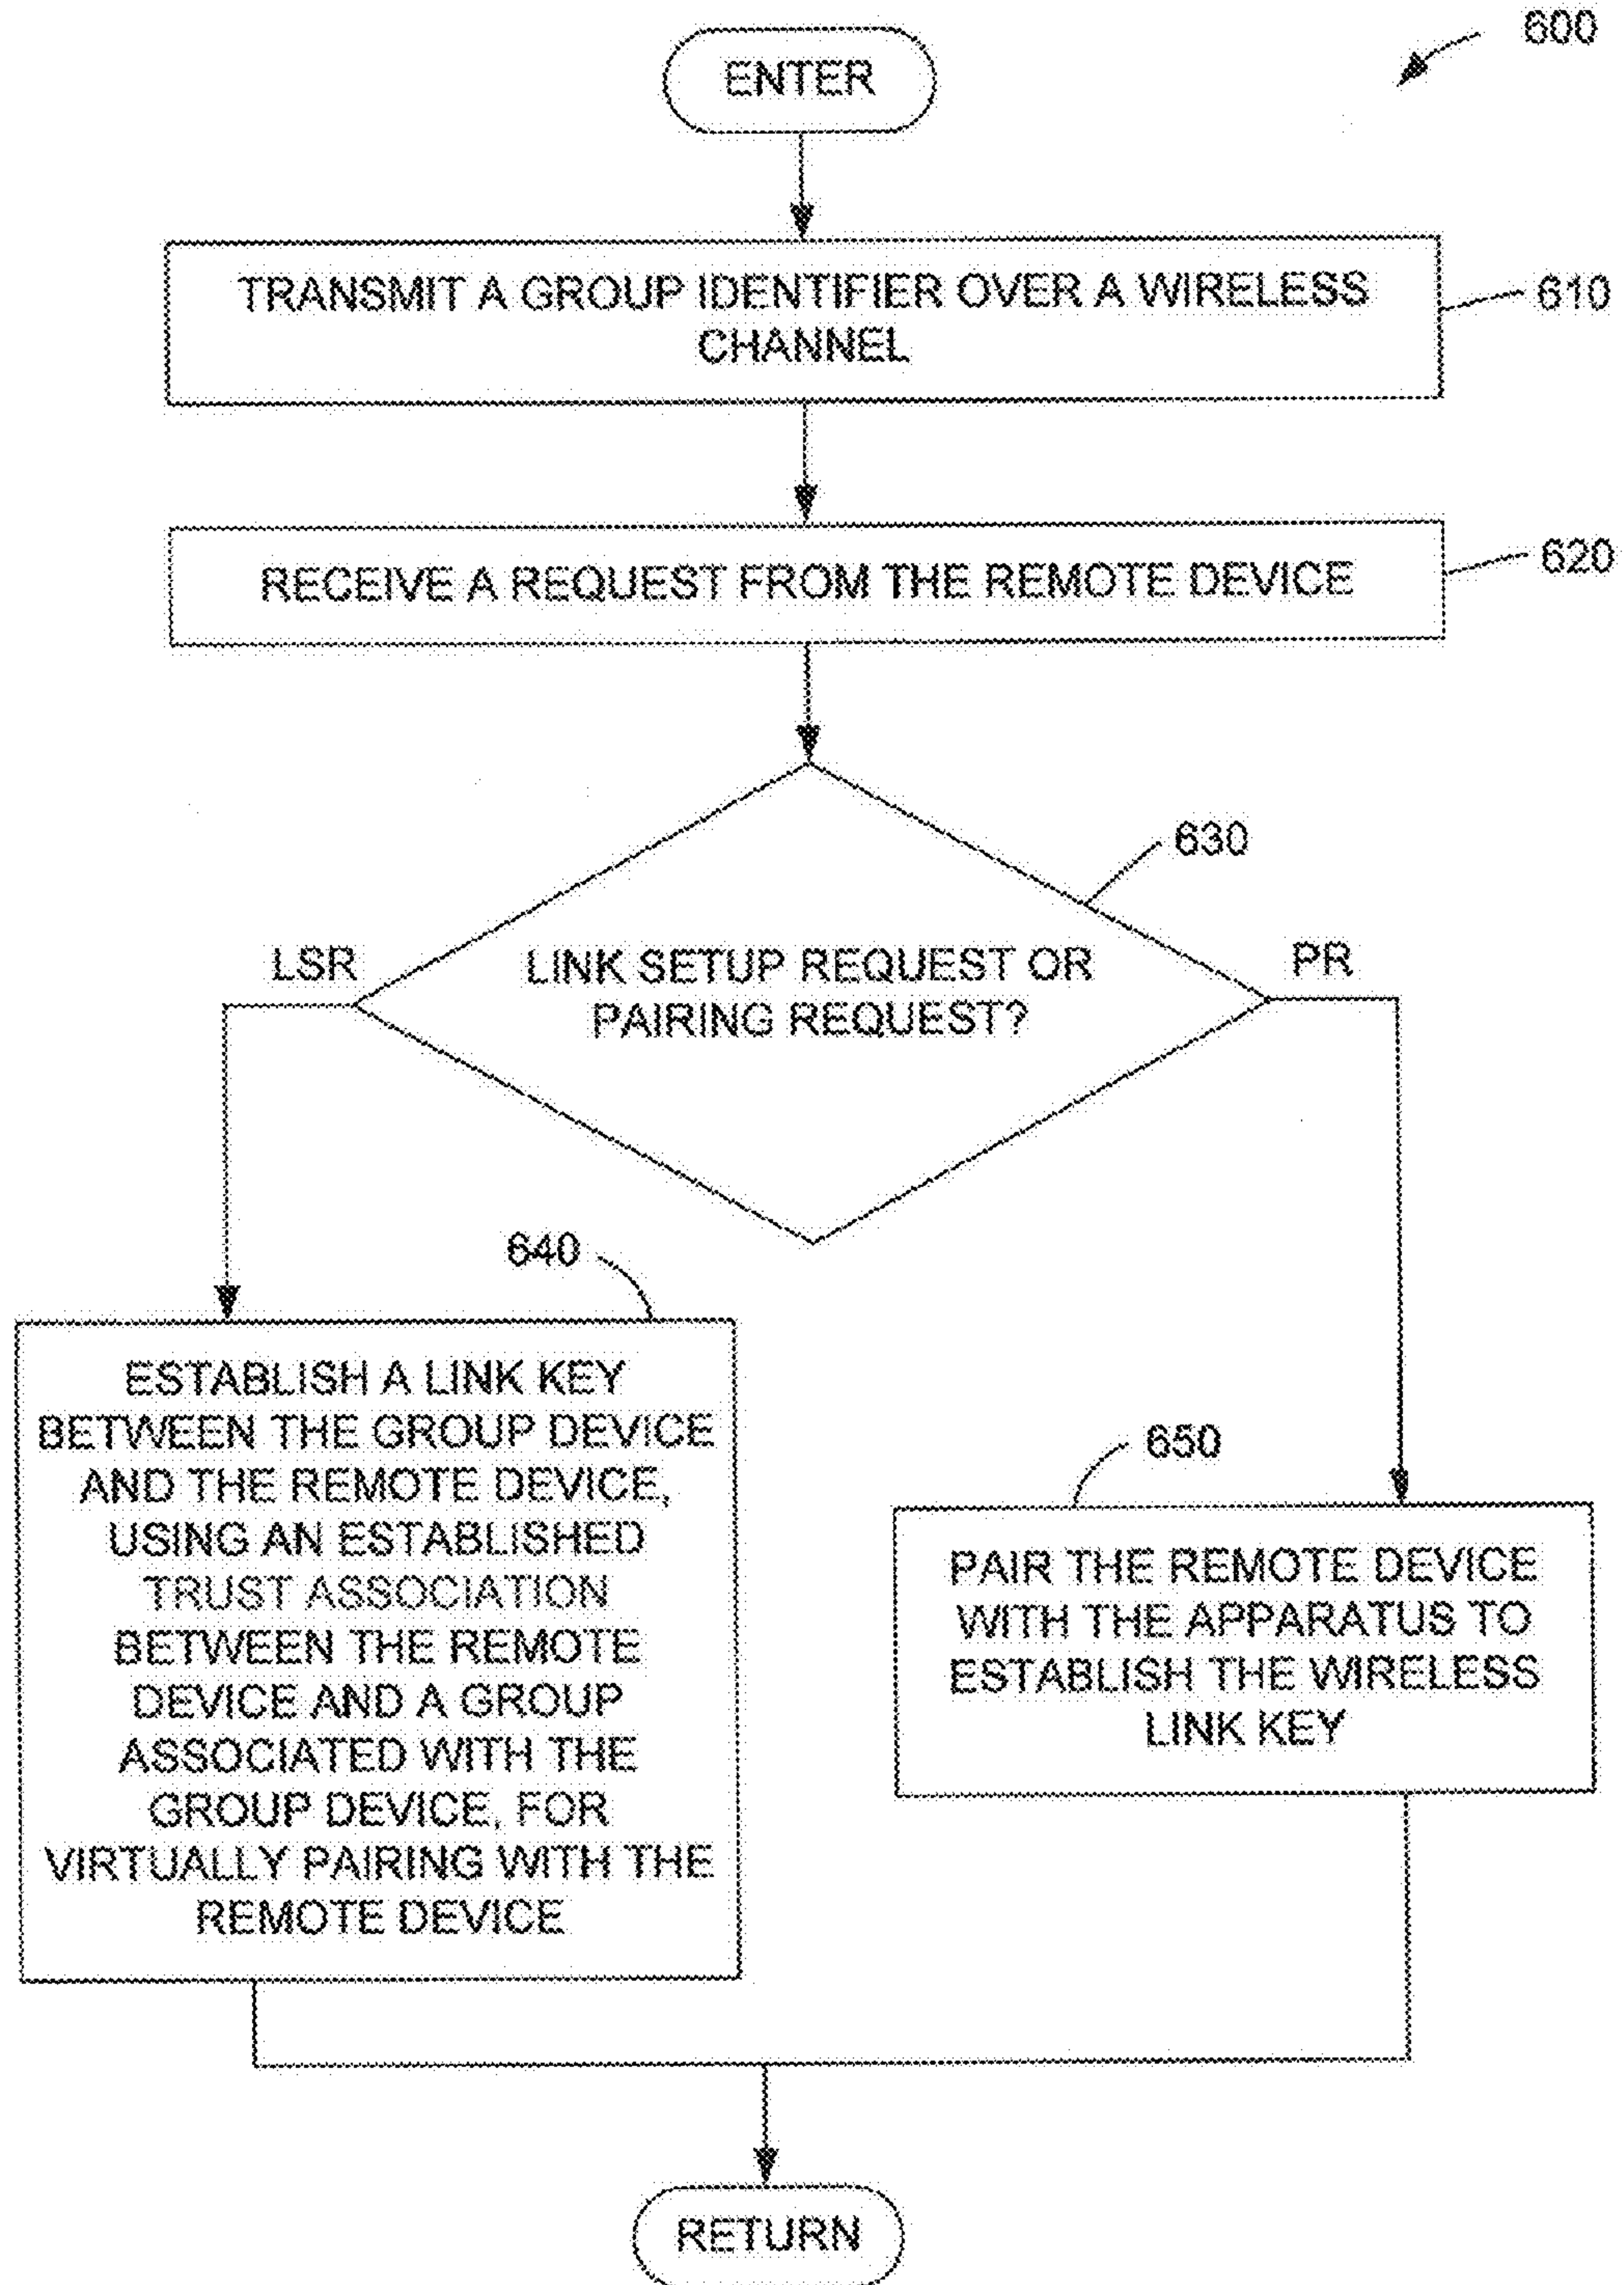 600
ENTER
TRANSMIT A GROUP IDENTIFIER OVER A WIRELESS
CHANNEL
610
RECEIVE A REQUEST FROM THE REMOTE DEVICE
620
630
LSR
LINK SETUP REQUEST OR
PAIRING REQUEST?
PR
640
ESTABLISH A LINK KEY
BETWEEN THE GROUP DEVICE
AND THE REMOTE DEVICE,
USING AN ESTABLISHED
TRUST ASSOCIATION
BETWEEN THE REMOTE
DEVICE AND A GROUP
ASSOCIATED WITH THE
GROUP DEVICE, FOR
VIRTUALLY PAIRING WITH THE
REMOTE DEVICE
650
PAIR THE REMOTE DEVICE
WITH THE APPARATUS TO
ESTABLISH THE WIRELESS
LINK KEY
RETURN